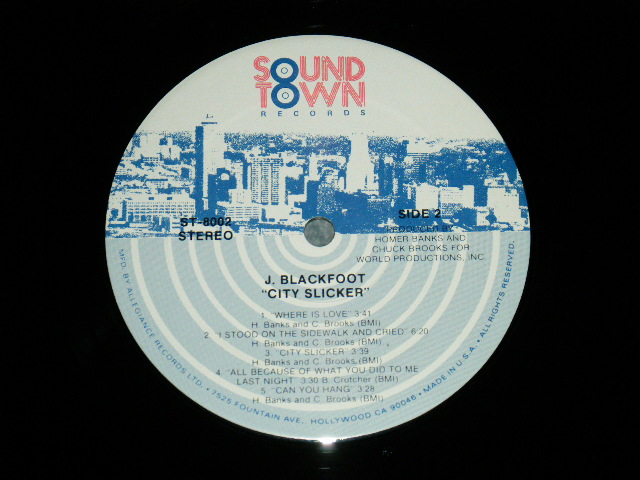 SOUND
TOWN
RECORDS
ST-8002
STEREO
SIDE 2
PRODUCED BY
HOMER BANKS AND
CHUCK BROOKS FOR
WORLD PRODUCTIONS, INC.
J. BLACKFOOT
"CITY SLICKER"
1. "WHERE IS LOVE" 3:41
H. Banks and C. Brooks (BMI)
2. "I STOOD ON THE SIDEWALK AND CRIED" 6:20
H. Banks and C. Brooks (BMI)
3. "CITY SLICKER" 3:39
H. Banks and C. Brooks (BMI)
4. "ALL BECAUSE OF WHAT YOU DID TO ME
LAST NIGHT" 3:30 B. Crutcher (BMI)
5. "CAN YOU HANG" 3:28
H. Banks and C. Brooks (BMI)
MFD. BY ALLEGIANCE RECORDS LTD. • 7525 FOUNTAIN AVE., HOLLYWOOD CA 90046 • MADE IN U.S.A. • ALL RIGHTS RESERVED.